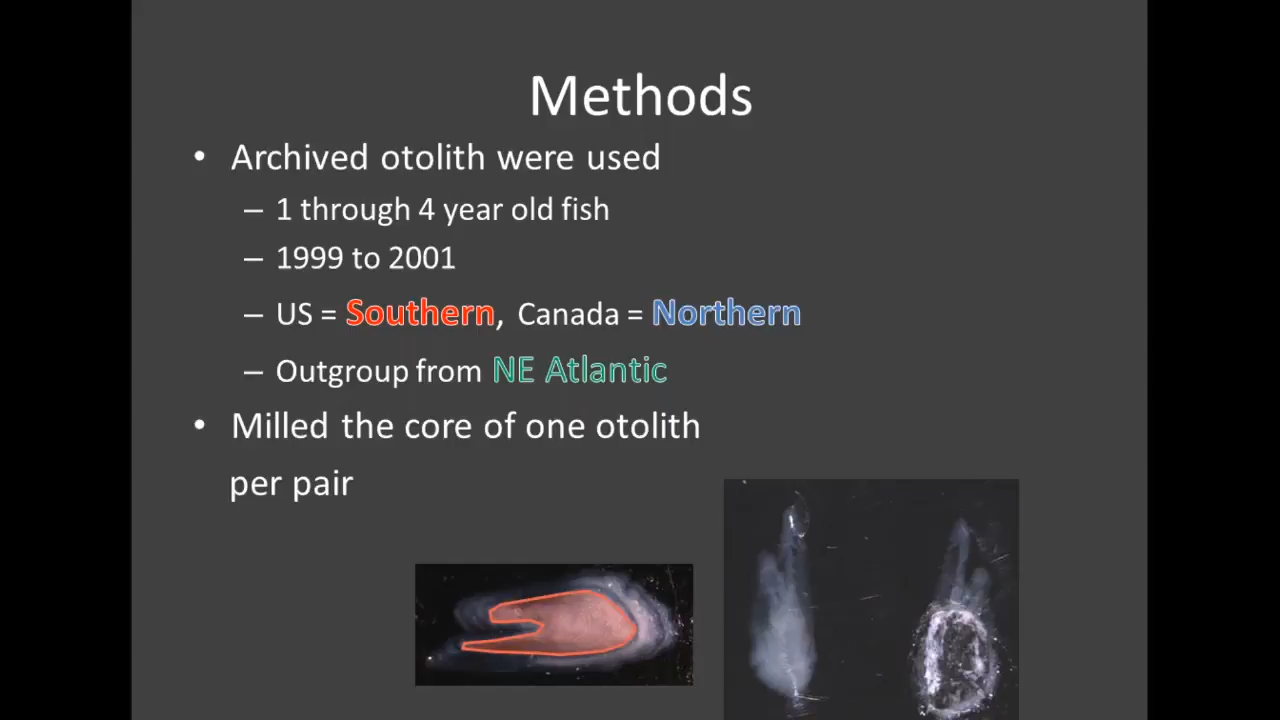 Methods
• Archived otolith were used
– 1 through 4 year old fish
– 1999 to 2001
– US = Southern, Canada = Northern
– Outgroup from NE Atlantic
• Milled the core of one otolith
per pair